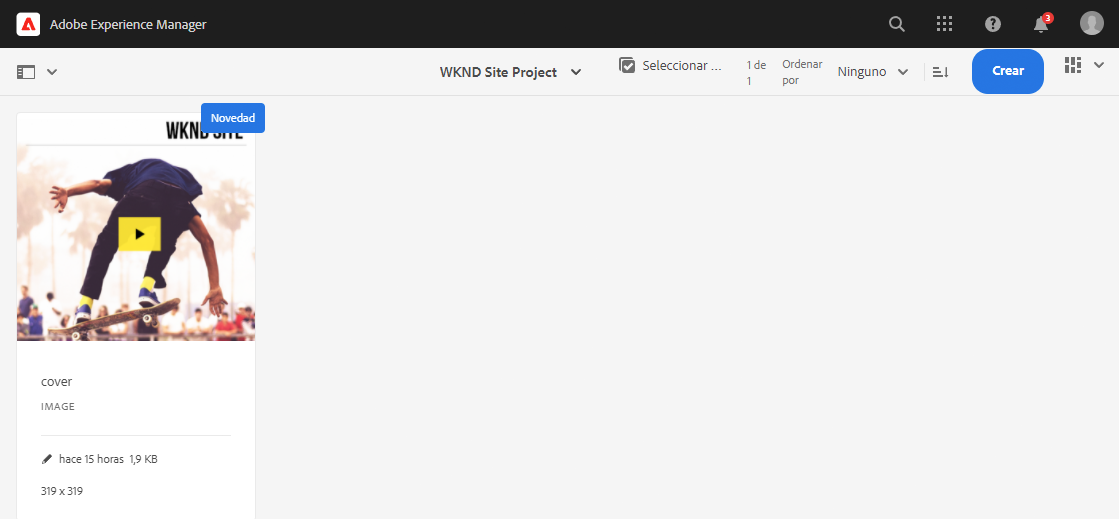 Adobe Experience Manager
3
WKND Site Project
Seleccionar ...
1 de
1
Ordenar
por
Ninguno
Crear
Novedad
WKND SITE
cover
IMAGE
hace 15 horas 1,9 KB
319 x 319